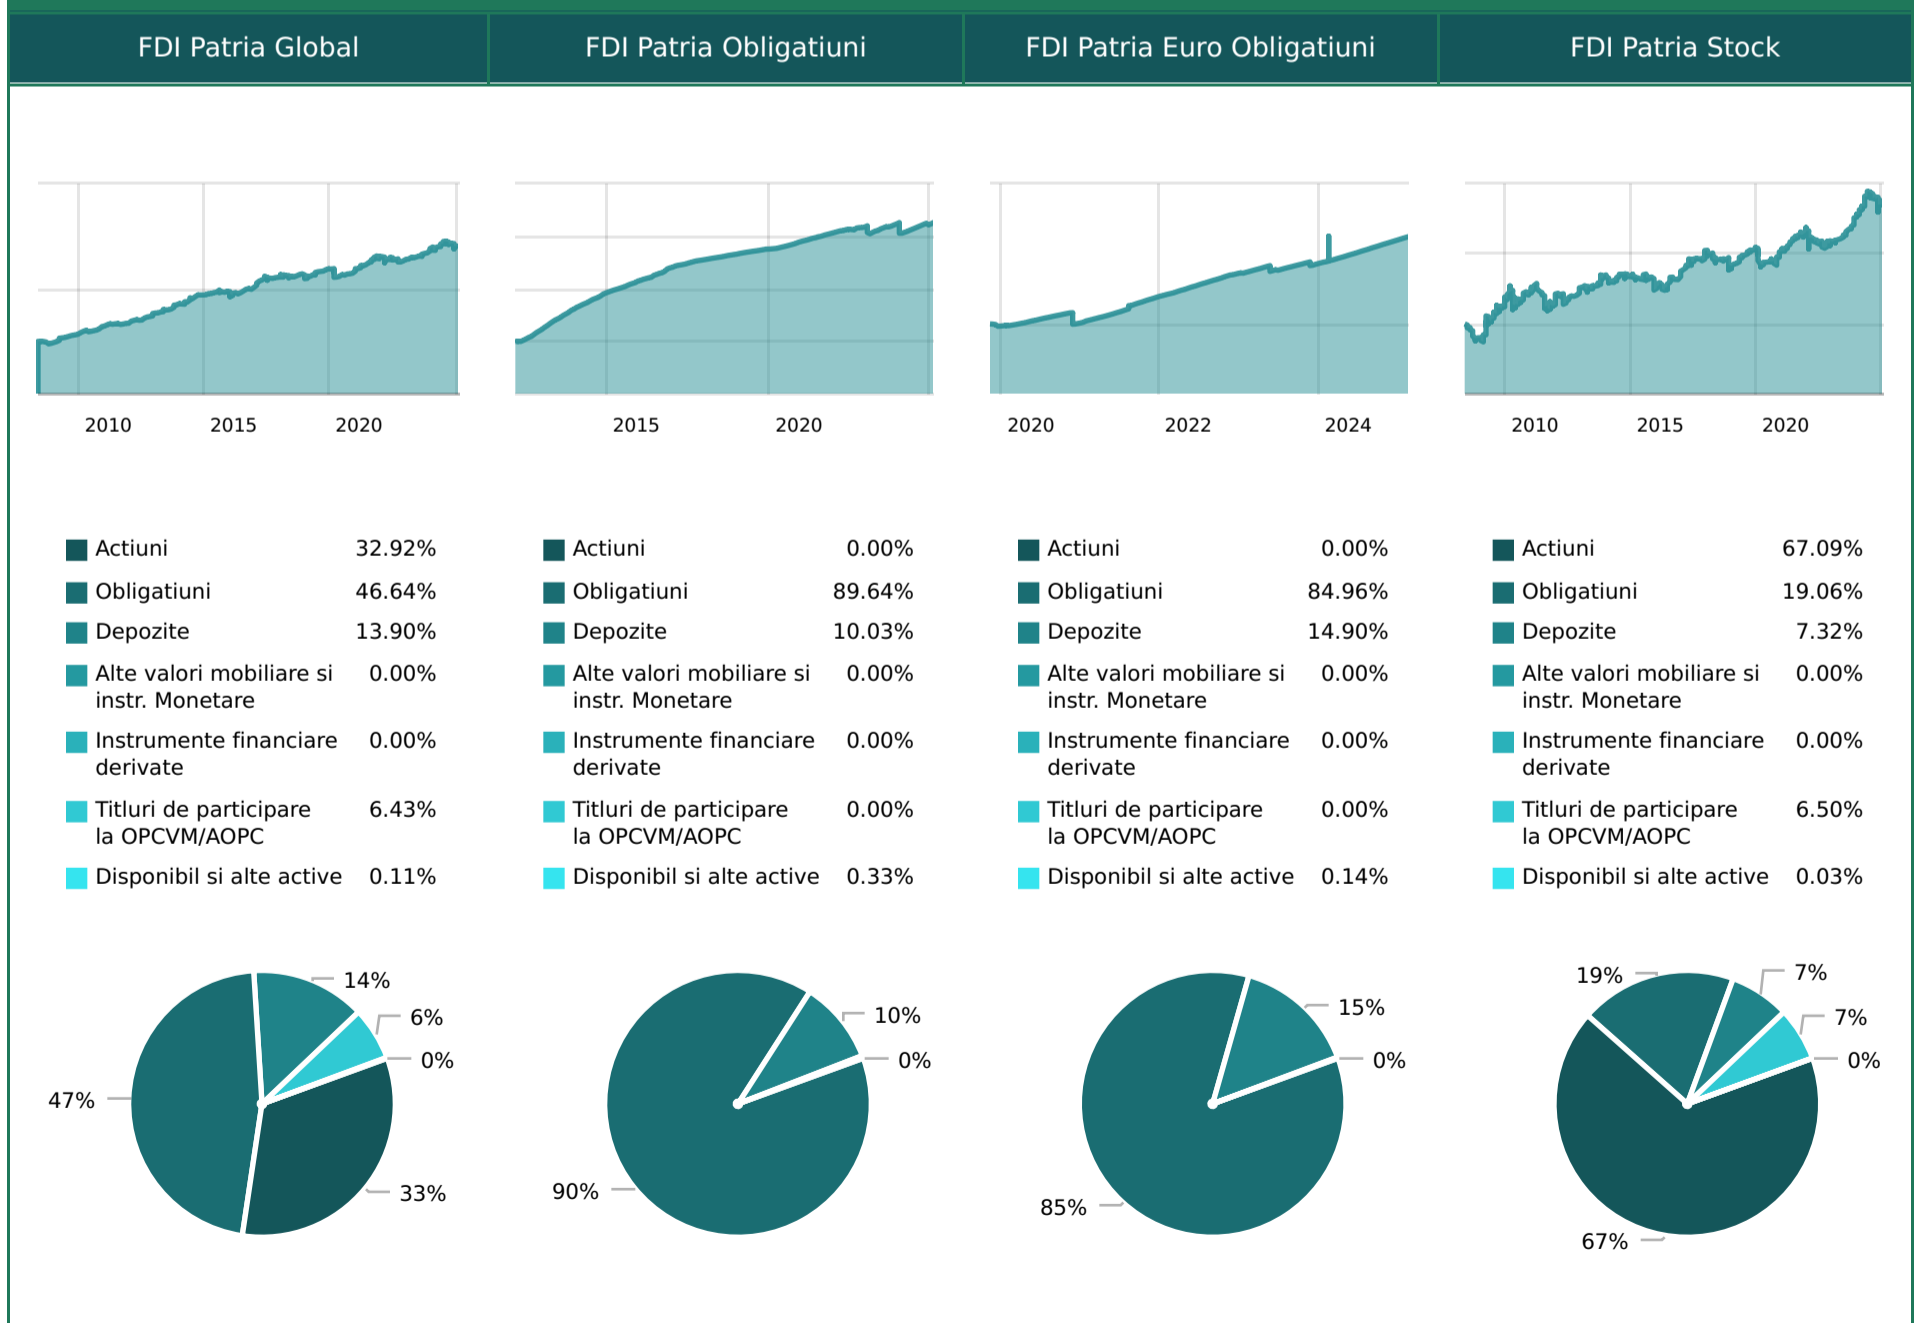 FDI Patria Global
FDI Patria Obligatiuni
FDI Patria Euro Obligatiuni
FDI Patria Stock
2010 2015 2020
2015 2020
2020 2022 2024
2010 2015 2020
Actiuni 32.92%
Obligatiuni 46.64%
Depozite 13.90%
Alte valori mobiliare si 0.00%
instr. Monetare
Instrumente financiare 0.00%
derivate
Titluri de participare 6.43%
la OPCVM/AOPC
Disponibil si alte active 0.11%
Actiuni 0.00%
Obligatiuni 89.64%
Depozite 10.03%
Alte valori mobiliare si 0.00%
instr. Monetare
Instrumente financiare 0.00%
derivate
Titluri de participare 0.00%
la OPCVM/AOPC
Disponibil si alte active 0.33%
Actiuni 0.00%
Obligatiuni 84.96%
Depozite 14.90%
Alte valori mobiliare si 0.00%
instr. Monetare
Instrumente financiare 0.00%
derivate
Titluri de participare 0.00%
la OPCVM/AOPC
Disponibil si alte active 0.14%
Actiuni 67.09%
Obligatiuni 19.06%
Depozite 7.32%
Alte valori mobiliare si 0.00%
instr. Monetare
Instrumente financiare 0.00%
derivate
Titluri de participare 6.50%
la OPCVM/AOPC
Disponibil si alte active 0.03%
14%
6%
0%
47%
33%
10%
0%
90%
15%
0%
85%
19%
7%
7%
0%
67%